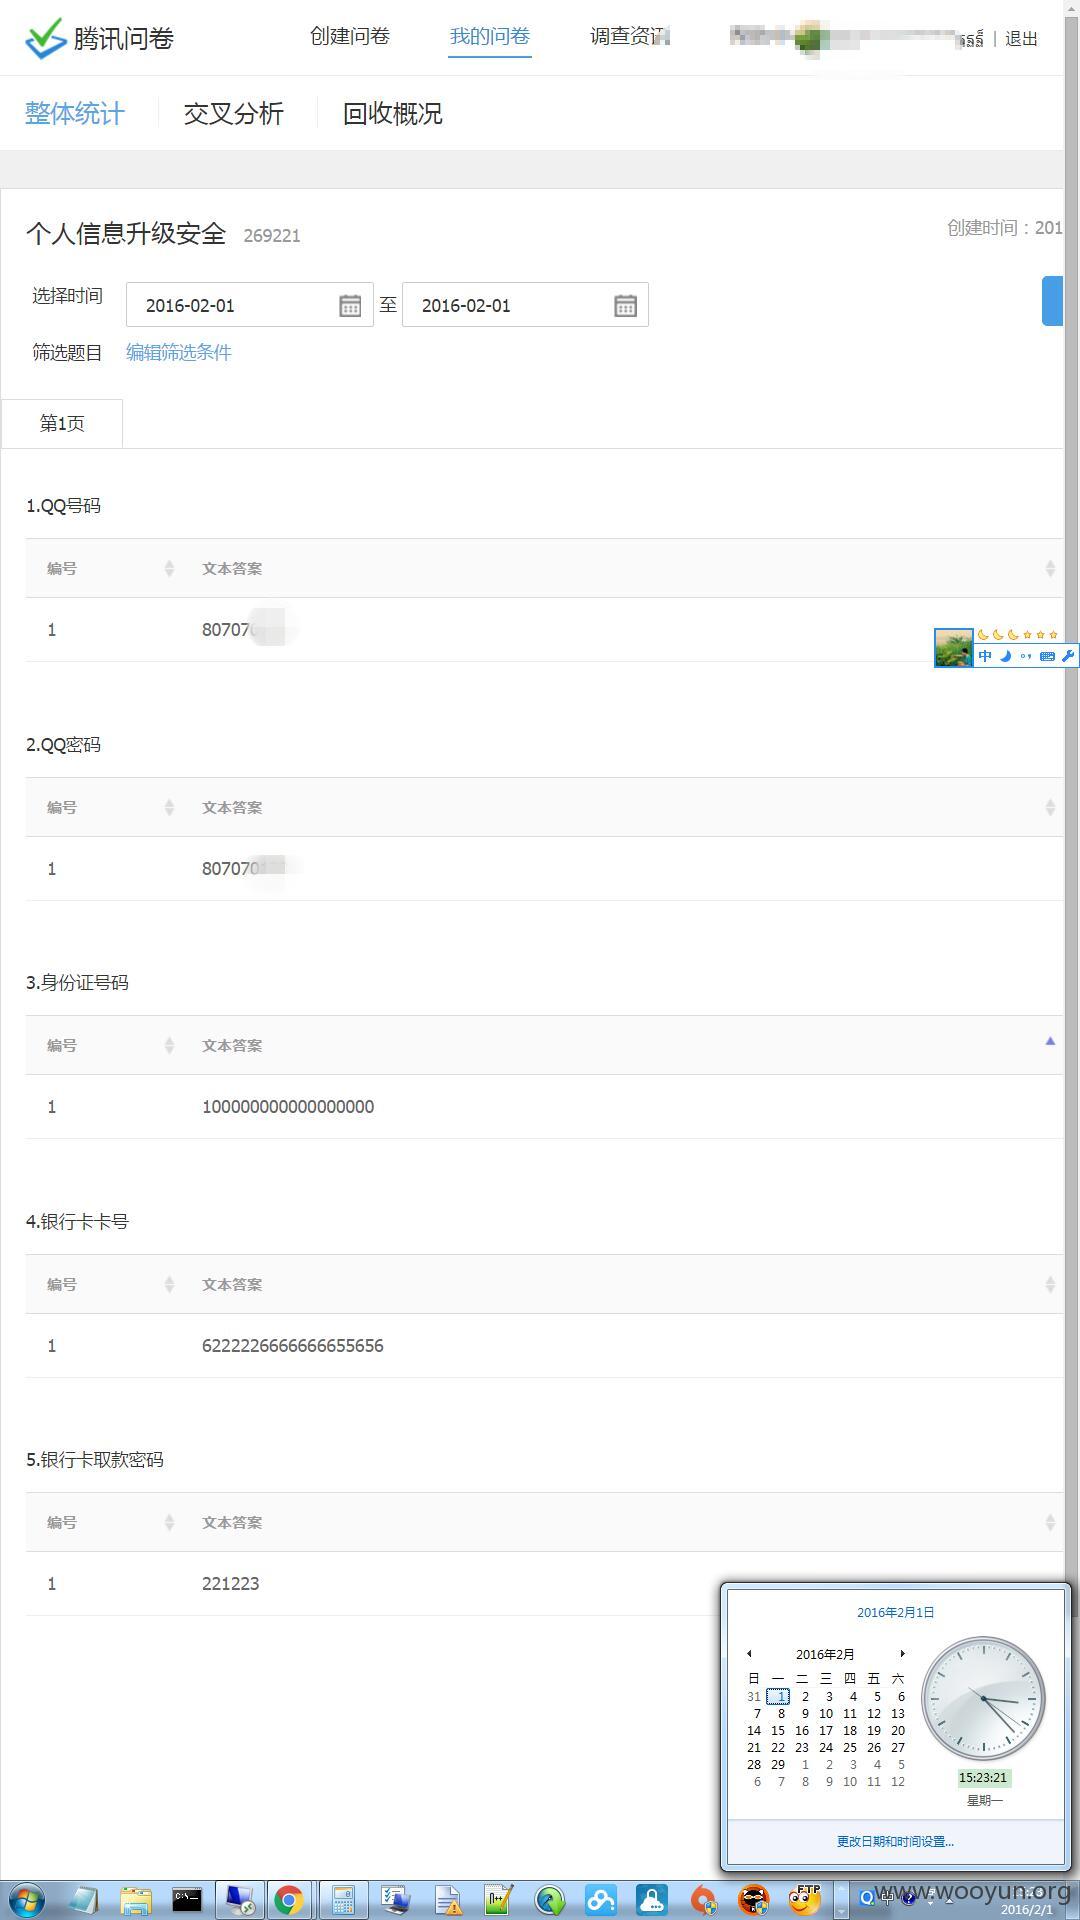 腾讯问卷 创建问卷 我的问卷 调查资讯 | 退出
整体统计 交叉分析 回收概况
个人信息升级安全 269221 创建时间：201
选择时间 2016-02-01 至 2016-02-01
筛选题目 编辑筛选条件
第1页
1.QQ号码
编号 文本答案
1 80707
中
2.QQ密码
编号 文本答案
1 807070
3.身份证号码
编号 文本答案
1 100000000000000000
4.银行卡卡号
编号 文本答案
1 6222226666666655656
5.银行卡取款密码
编号 文本答案
1 221223
2016年2月1日
2016年2月
日 一 二 三 四 五 六
31 1 2 3 4 5 6
7 8 9 10 11 12 13
14 15 16 17 18 19 20
21 22 23 24 25 26 27
28 29 1 2 3 4 5
6 7 8 9 10 11 12
15:23:21
星期一
更改日期和时间设置...
www.wooyun.org
2016/2/1